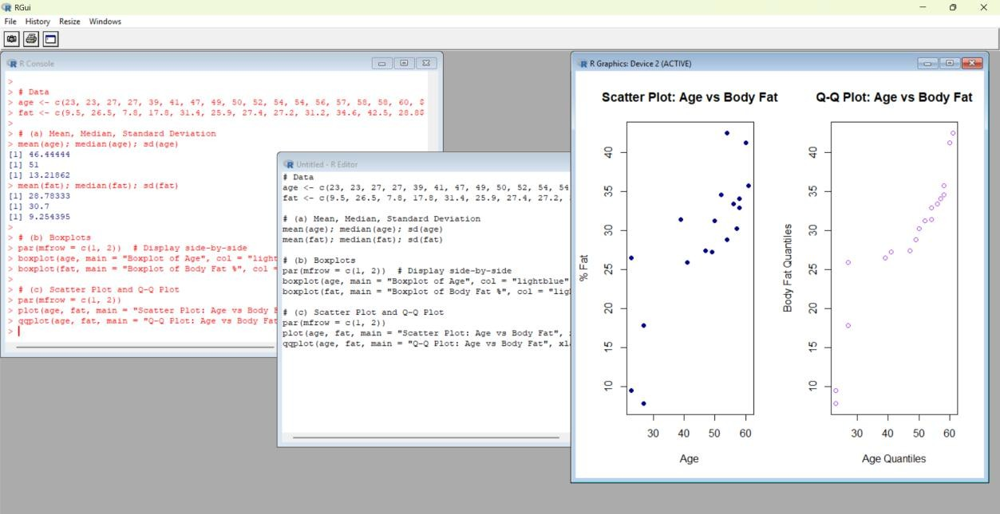 RGui
File History Resize Windows
R Console
>
> # Data
> age <- c(23, 23, 27, 27, 39, 41, 47, 49, 50, 52, 54, 54, 56, 57, 58, 58, 60, $
> fat <- c(9.5, 26.5, 7.8, 17.8, 31.4, 25.9, 27.4, 27.2, 31.2, 34.6, 42.5, 28.8$
>
> # (a) Mean, Median, Standard Deviation
> mean(age); median(age); sd(age)
[1] 46.44444
[1] 51
[1] 13.21862
> mean(fat); median(fat); sd(fat)
[1] 28.78333
[1] 30.7
[1] 9.254395
>
> # (b) Boxplots
> par(mfrow = c(1, 2))  # Display side-by-side
> boxplot(age, main = "Boxplot of Age", col = "light
> boxplot(fat, main = "Boxplot of Body Fat %", col =
>
> # (c) Scatter Plot and Q-Q Plot
> par(mfrow = c(1, 2))
> plot(age, fat, main = "Scatter Plot: Age vs Body F
> qqplot(age, fat, main = "Q-Q Plot: Age vs Body Fat
>
Untitled - R Editor
# Data
age <- c(23, 23, 27, 27, 39, 41, 47, 49, 50, 52, 54, 54
fat <- c(9.5, 26.5, 7.8, 17.8, 31.4, 25.9, 27.4, 27.2,
# (a) Mean, Median, Standard Deviation
mean(age); median(age); sd(age)
mean(fat); median(fat); sd(fat)
# (b) Boxplots
par(mfrow = c(1, 2))  # Display side-by-side
boxplot(age, main = "Boxplot of Age", col = "lightblue"
boxplot(fat, main = "Boxplot of Body Fat %", col = "lig
# (c) Scatter Plot and Q-Q Plot
par(mfrow = c(1, 2))
plot(age, fat, main = "Scatter Plot: Age vs Body Fat",
qqplot(age, fat, main = "Q-Q Plot: Age vs Body Fat", xl
R Graphics: Device 2 (ACTIVE)
Scatter Plot: Age vs Body Fat
% Fat
40
35
30
25
20
15
10
30 40 50 60
Age
Q-Q Plot: Age vs Body Fat
Body Fat Quantiles
40
35
30
25
20
15
10
30 40 50 60
Age Quantiles